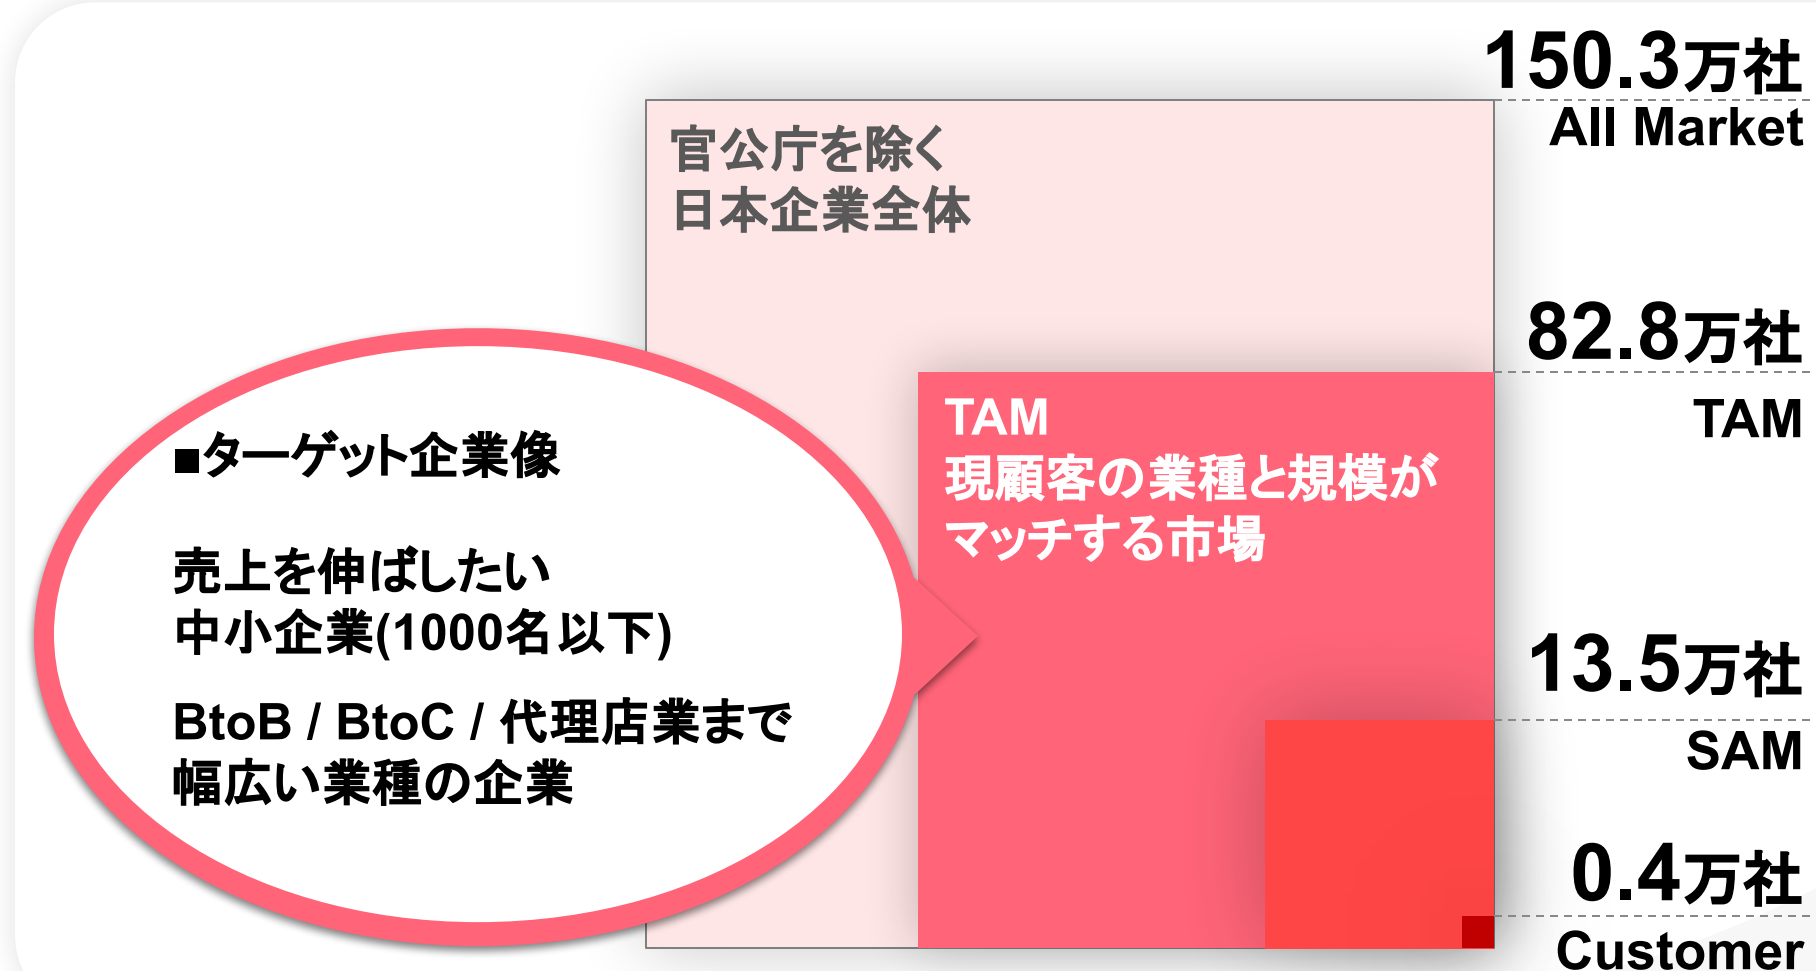 150.3万社
All Market
官公庁を除く
日本企業全体
82.8万社
TAM
TAM
現顧客の業種と規模が
マッチする市場
■ターゲット企業像
売上を伸ばしたい
中小企業(1000名以下)
BtoB / BtoC / 代理店業まで
幅広い業種の企業
13.5万社
SAM
0.4万社
Customer